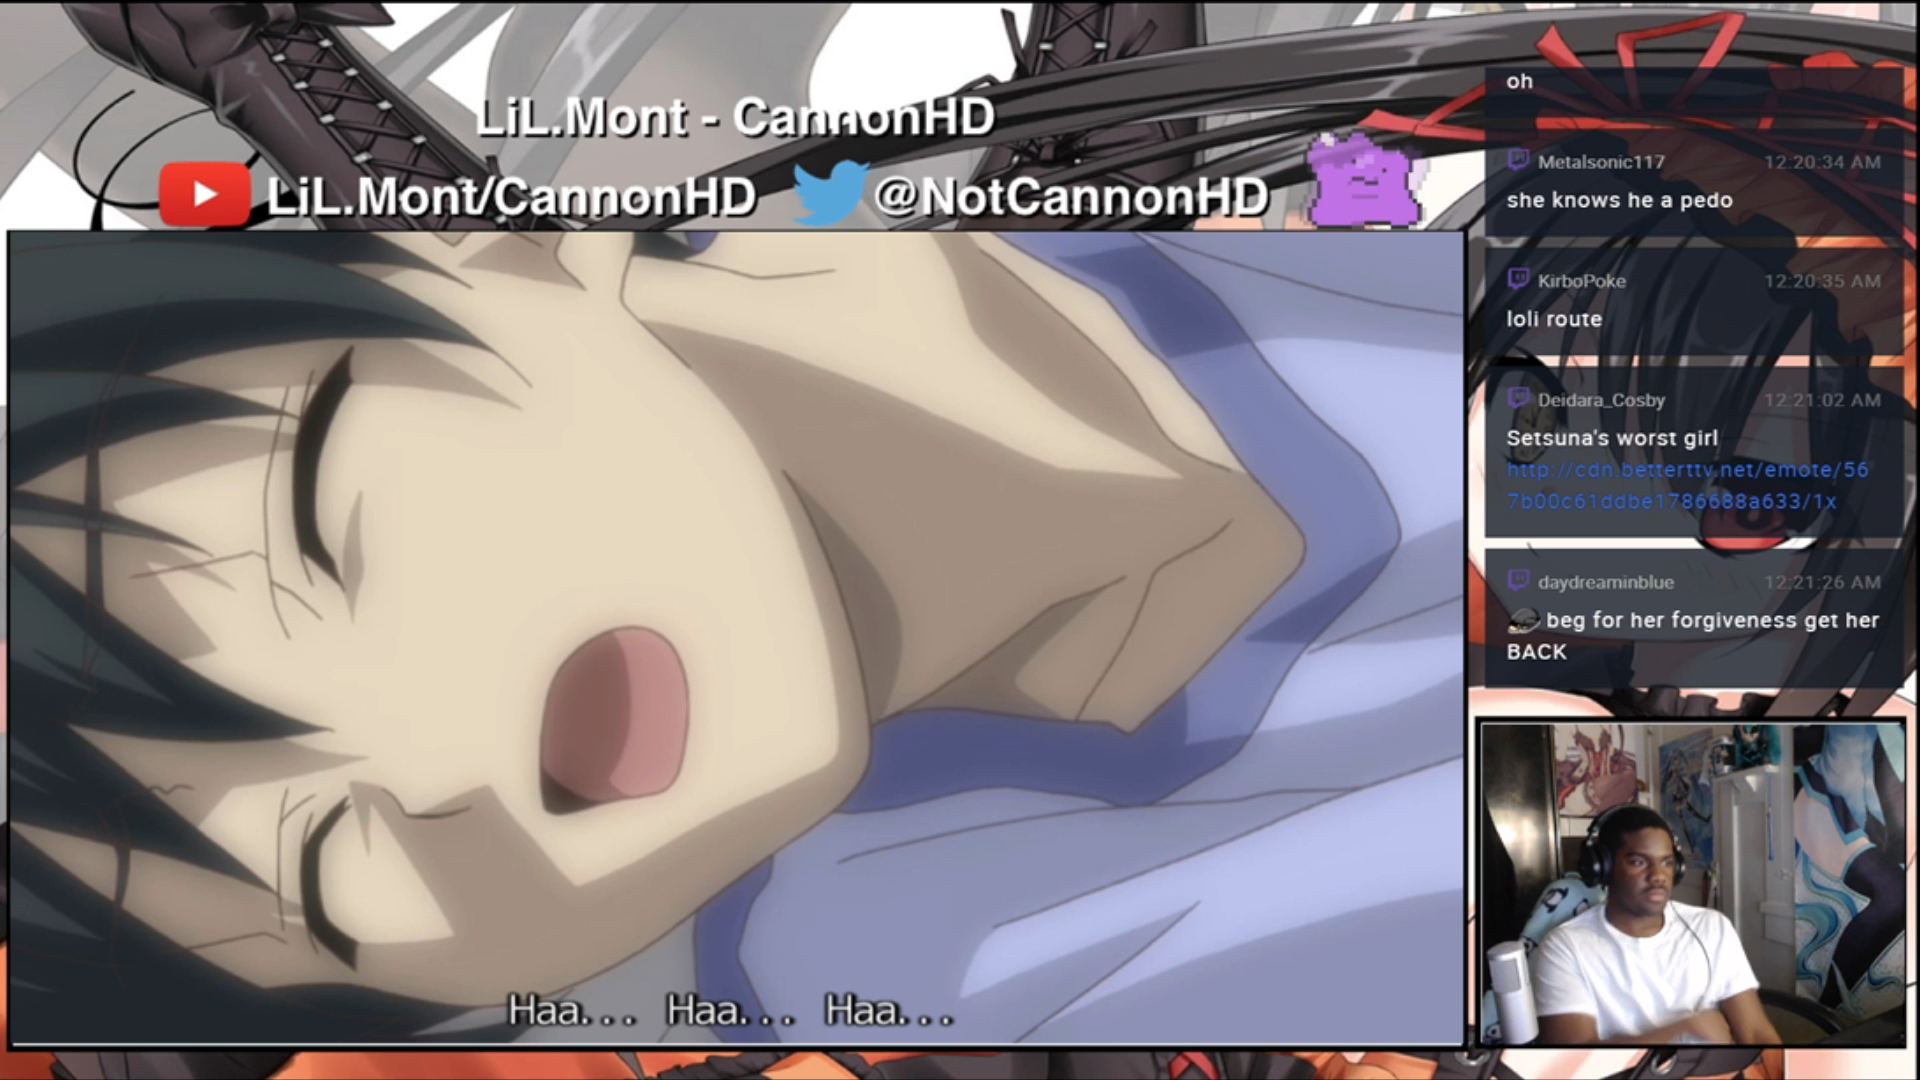 LiL.Mont - CannonHD
LiL.Mont/CannonHD
@NotCannonHD
oh
Metalsonic117 12:20:34 AM
she knows he a pedo
KirboPoke 12:20:35 AM
loli route
Deidara_Cosby 12:21:02 AM
Setsuna's worst girl
http://cdn.betterttv.net/emote/56
7b00c61ddbe1786688a633/1x
daydreaminblue 12:21:26 AM
beg for her forgiveness get her
BACK
Haa... Haa... Haa...